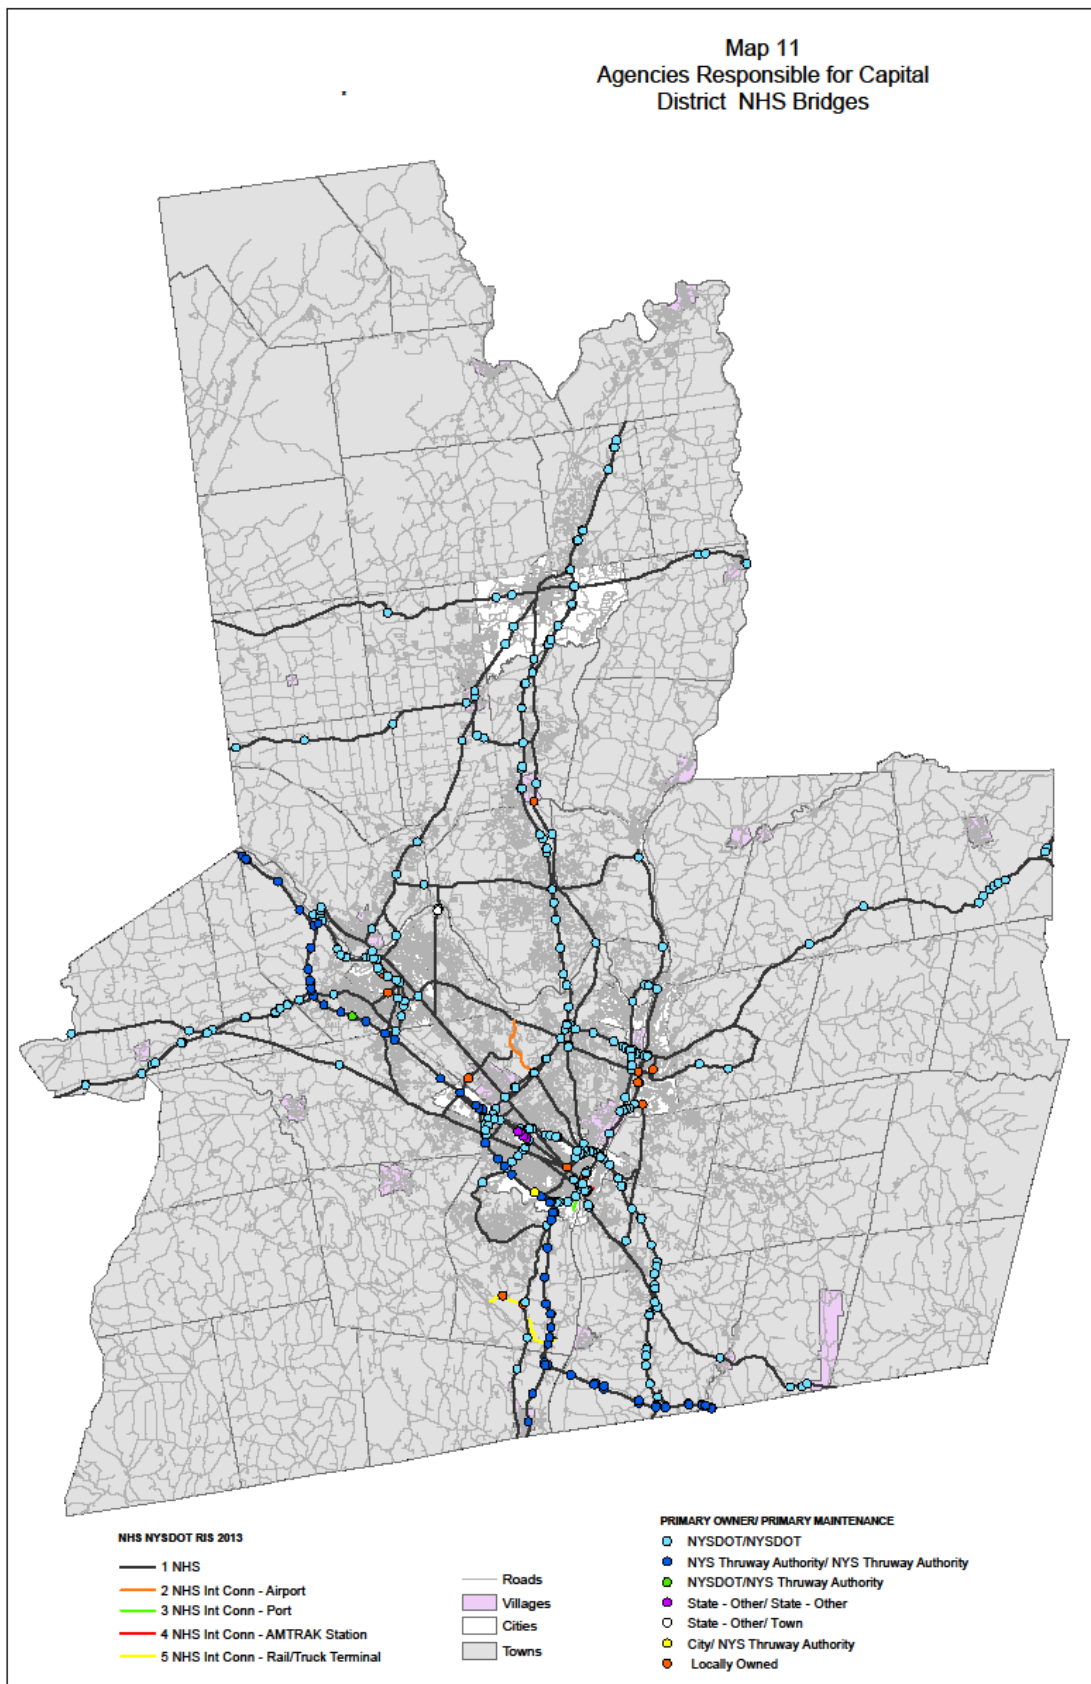 Map 11
Agencies Responsible for Capital
District NHS Bridges
NHS NYSDOT RIS 2013
1 NHS
2 NHS Int Conn - Airport
3 NHS Int Conn - Port
4 NHS Int Conn - AMTRAK Station
5 NHS Int Conn - Rail/Truck Terminal
Roads
Villages
Cities
Towns
PRIMARY OWNER/ PRIMARY MAINTENANCE
NYSDOT/NYSDOT
NYS Thruway Authority/ NYS Thruway Authority
NYSDOT/NYS Thruway Authority
State - Other/ State - Other
State - Other/ Town
City/ NYS Thruway Authority
Locally Owned